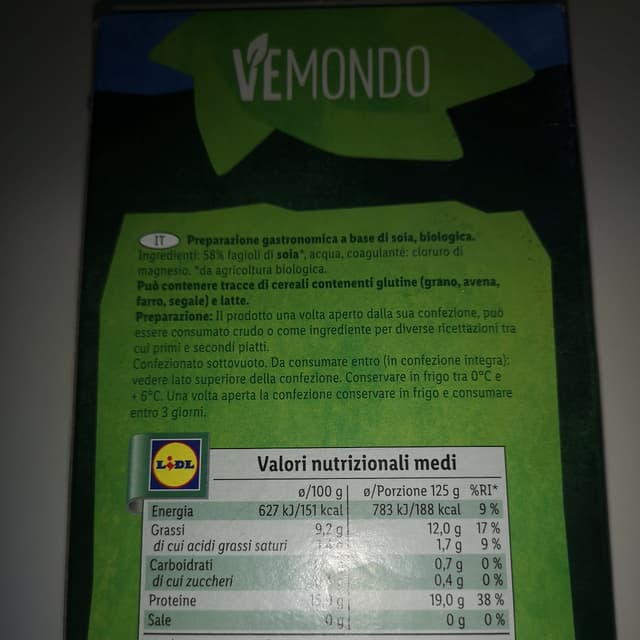 VEMONDO
IT Preparazione gastronomica a base di soia, biologica.
Ingredienti: 58% fagioli di soia*, acqua, coagulante: cloruro di
magnesio. *da agricoltura biologica.
Può contenere tracce di cereali contenenti glutine (grano, avena,
farro, segale) e latte.
Preparazione: Il prodotto una volta aperto dalla sua confezione, può
essere consumato crudo o come ingrediente per diverse ricettazioni tra
cui primi e secondi piatti.
Confezionato sottovuoto. Da consumare entro (in confezione integra):
vedere lato superiore della confezione. Conservare in frigo tra 0°C e
+ 6°C. Una volta aperta la confezione conservare in frigo e consumare
entro 3 giorni.
LIDL
Valori nutrizionali medi
ø/100 g ø/Porzione 125 g %RI*
Energia 627 kJ/151 kcal 783 kJ/188 kcal 9 %
Grassi 9,2 g 12,0 g 17 %
di cui acidi grassi saturi 1,7 g 9 %
Carboidrati 0,7 g 0 %
di cui zuccheri 0,4 g 0 %
Proteine 19,0 g 38 %
Sale 0 g 0 g 0 %